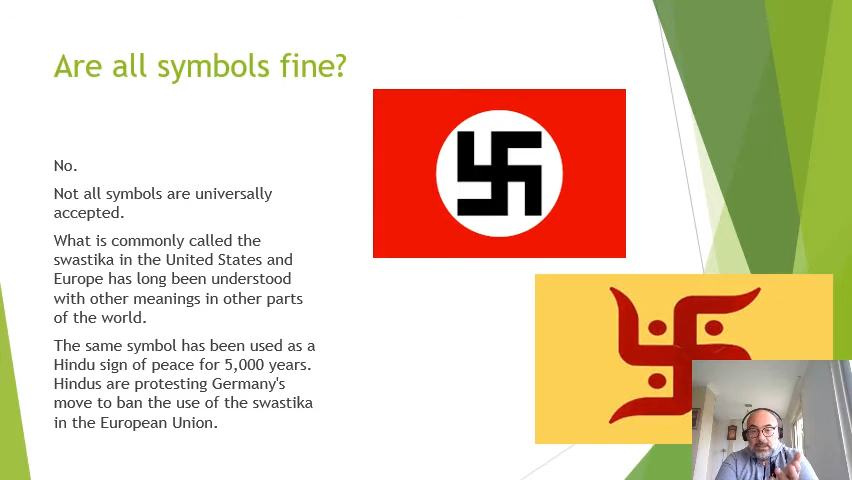 Are all symbols fine?
No.
Not all symbols are universally
accepted.
What is commonly called the
swastika in the United States and
Europe has long been understood
with other meanings in other parts
of the world.
The same symbol has been used as a
Hindu sign of peace for 5,000 years.
Hindus are protesting Germany's
move to ban the use of the swastika
in the European Union.